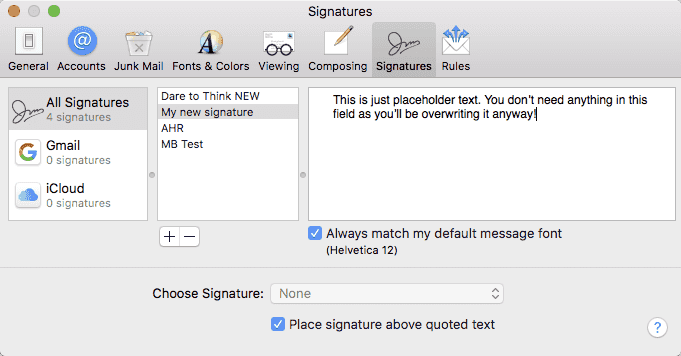 Signatures
General
Accounts
Junk Mail
Fonts & Colors
Viewing
Composing
Signatures
Rules
All Signatures
4 signatures
Gmail
0 signatures
iCloud
0 signatures
Dare to Think NEW
My new signature
AHR
MB Test
This is just placeholder text. You don't need anything in this
field as you'll be overwriting it anyway!
Always match my default message font
(Helvetica 12)
Choose Signature:
None
Place signature above quoted text
?